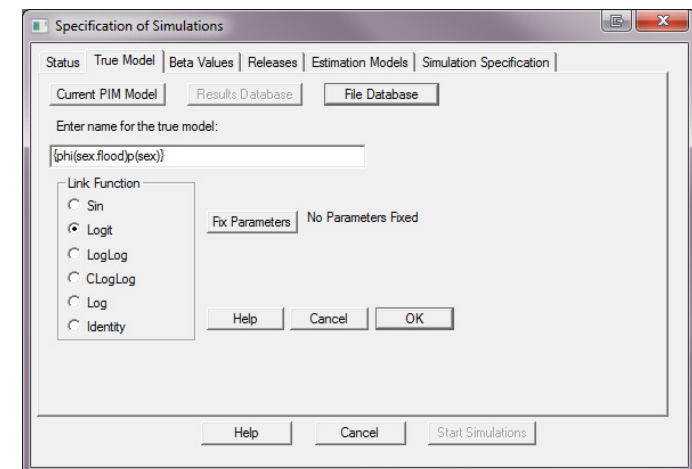 Specification of Simulations
Status True Model Beta Values Releases Estimation Models Simulation Specification
Current PIM Model Results Database File Database
Enter name for the true model:
{phi(sex.flood)p(sex)}
Link Function
Sin
Logit
Fix Parameters No Parameters Fixed
LogLog
CLogLog
Log
Help Cancel OK
Identity
Help Cancel Start Simulations